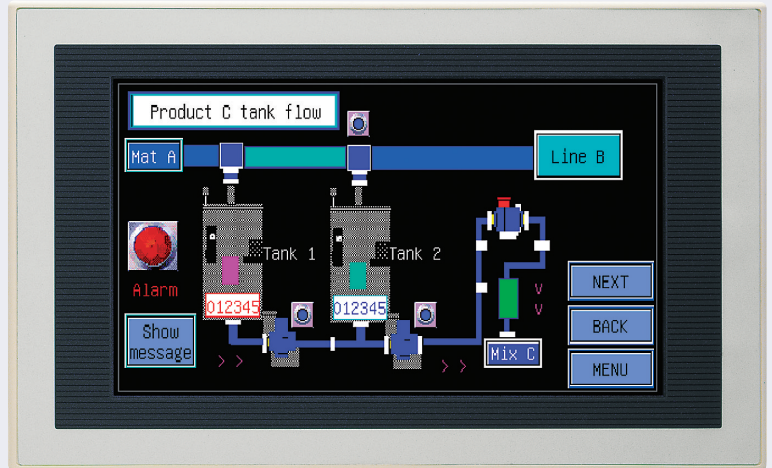 Product C tank flow
Mat A
Line B
Tank 1
Tank 2
Alarm
012345
012345
NEXT
Show
message
> >
> >
V
V
BACK
Mix C
MENU